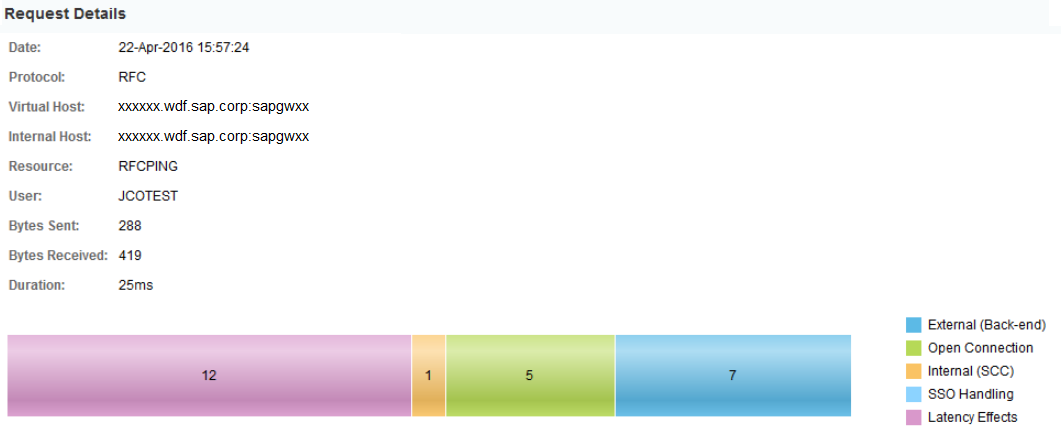 Request Details
Date: 22-Apr-2016 15:57:24
Protocol: RFC
Virtual Host: xxxxxx.wdf.sap.corp:sapgwxx
Internal Host: xxxxxx.wdf.sap.corp:sapgwxx
Resource: RFCPING
User: JCOTEST
Bytes Sent: 288
Bytes Received: 419
Duration: 25ms
12 1 5 7
External (Back-end)
Open Connection
Internal (SCC)
SSO Handling
Latency Effects